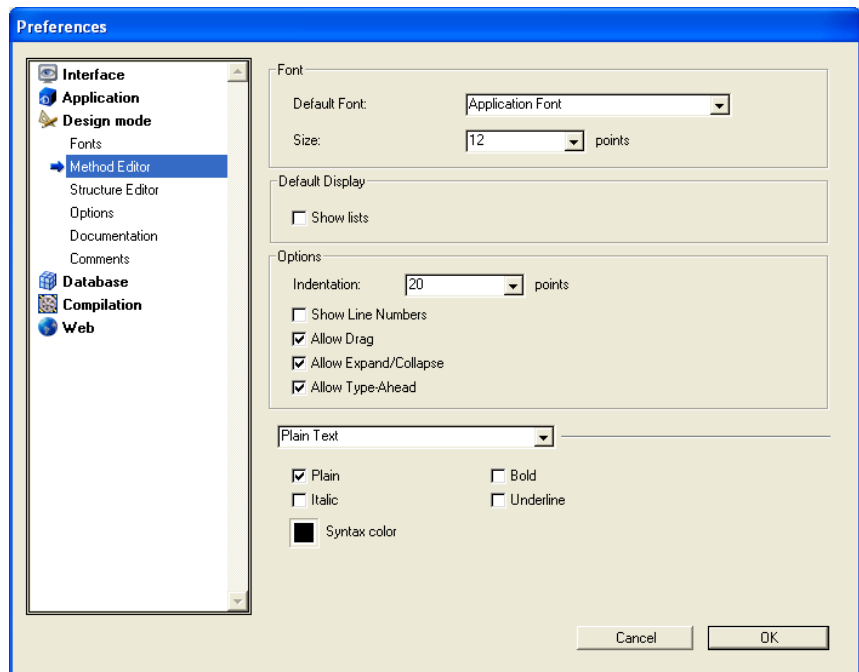 Preferences
Interface
Application
Design mode
Fonts
Method Editor
Structure Editor
Options
Documentation
Comments
Database
Compilation
Web
Font
Default Font: Application Font
Size: 12 points
Default Display
Show lists
Options
Indentation: 20 points
Show Line Numbers
Allow Drag
Allow Expand/Collapse
Allow Type-Ahead
Plain Text
Plain Bold
Italic Underline
Syntax color
Cancel OK